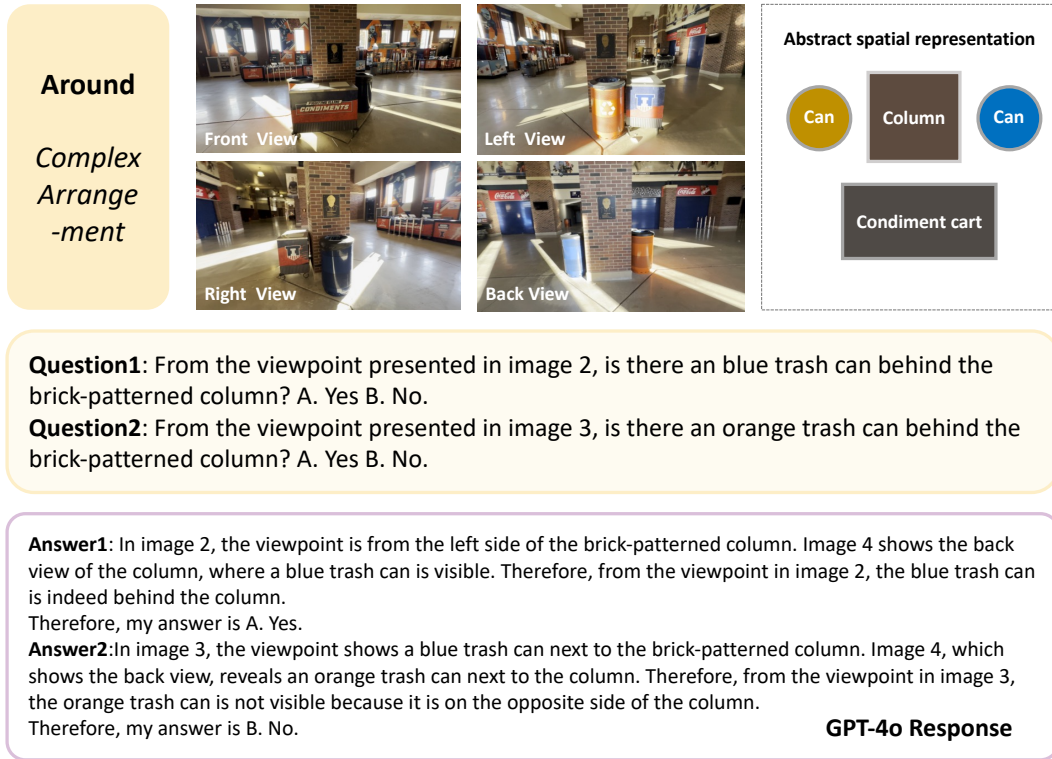 Around
Complex
Arrange
-ment
Front View
CONDIMENTS
Left View
Right View
Coca-Cola
Back View
Coca-Cola
Abstract spatial representation
Can
Column
Can
Condiment cart
Question1: From the viewpoint presented in image 2, is there an blue trash can behind the
brick-patterned column? A. Yes B. No.
Question2: From the viewpoint presented in image 3, is there an orange trash can behind the
brick-patterned column? A. Yes B. No.
Answer1: In image 2, the viewpoint is from the left side of the brick-patterned column. Image 4 shows the back
view of the column, where a blue trash can is visible. Therefore, from the viewpoint in image 2, the blue trash can
is indeed behind the column.
Therefore, my answer is A. Yes.
Answer2:In image 3, the viewpoint shows a blue trash can next to the brick-patterned column. Image 4, which
shows the back view, reveals an orange trash can next to the column. Therefore, from the viewpoint in image 3,
the orange trash can is not visible because it is on the opposite side of the column.
Therefore, my answer is B. No.
GPT-4o Response